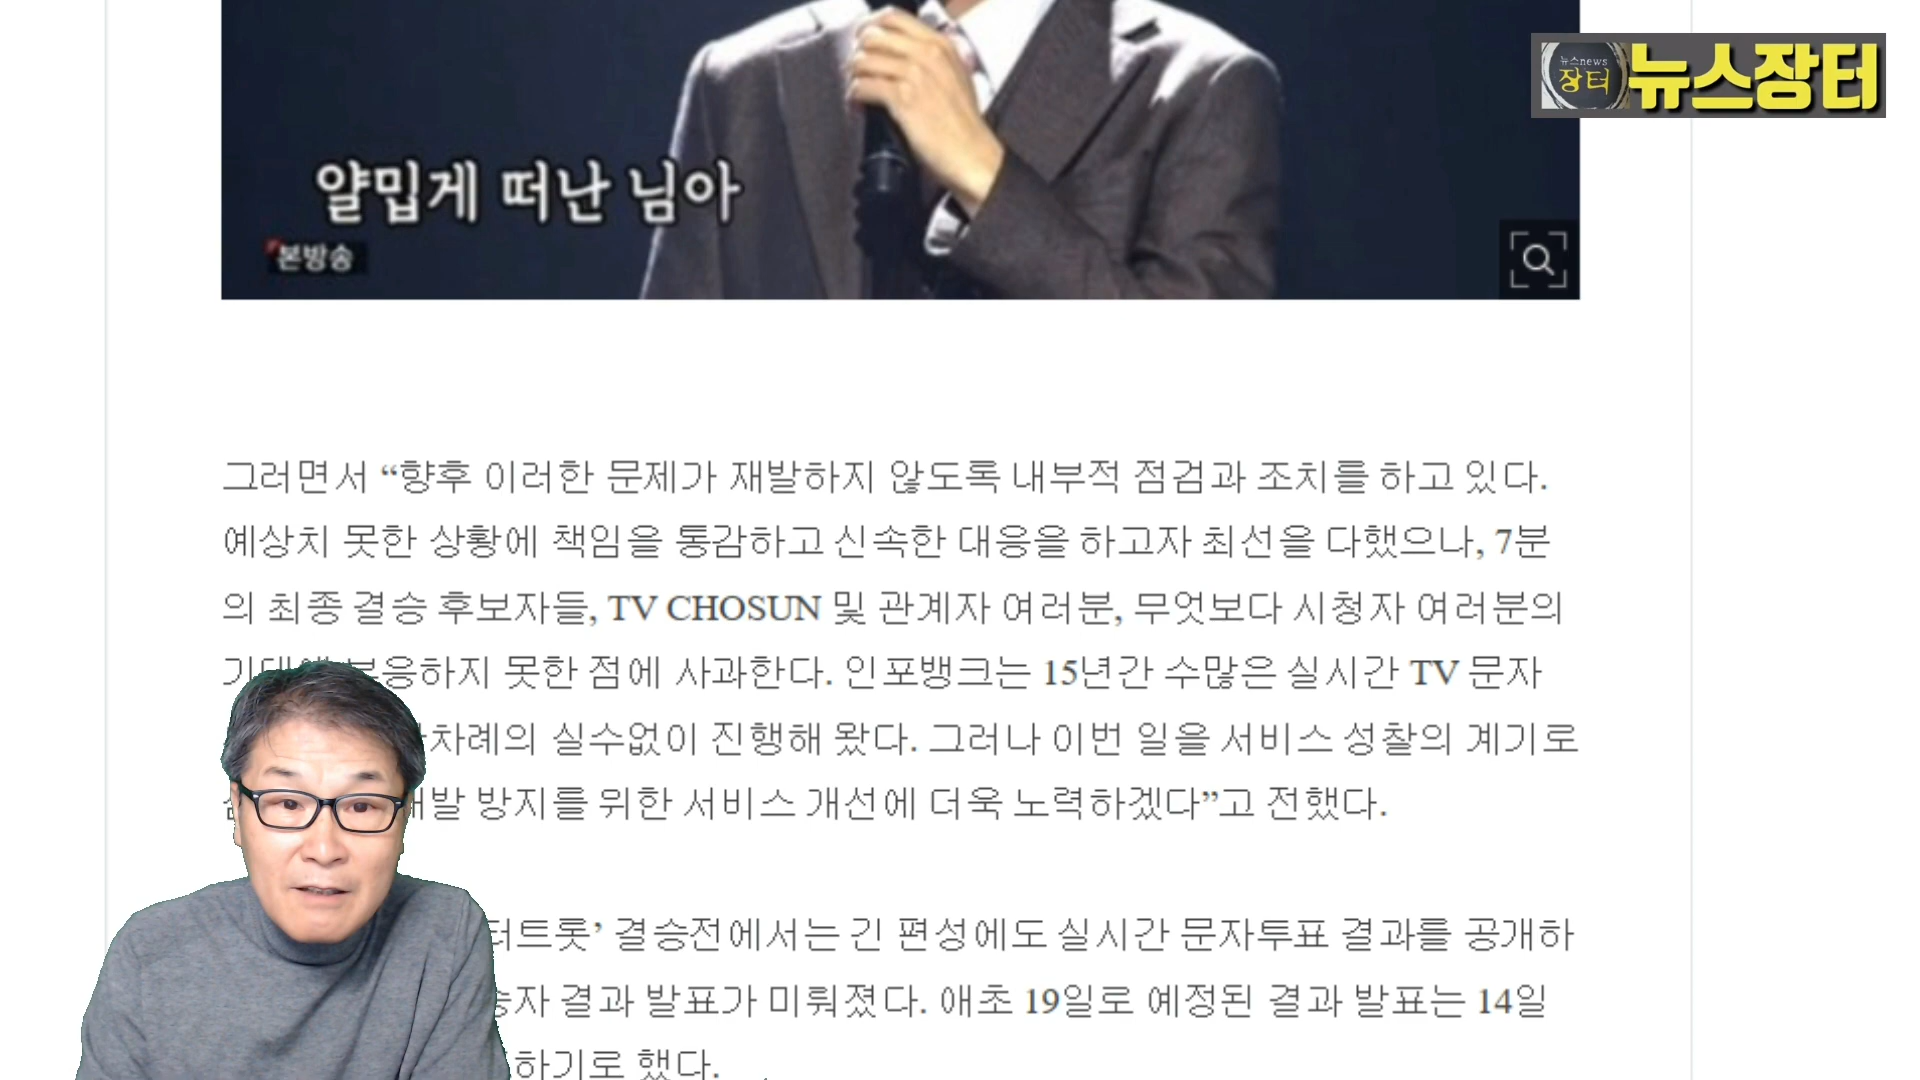 뉴스news
장터
뉴스장터
얄밉게 떠난 님아
본방송
그러면서 “향후 이러한 문제가 재발하지 않도록 내부적 점검과 조치를 하고 있다.
예상치 못한 상황에 책임을 통감하고 신속한 대응을 하고자 최선을 다했으나, 7분
의 최종 결승 후보자들, TV CHOSUN 및 관계자 여러분, 무엇보다 시청자 여러분의
부응하지 못한 점에 사과한다. 인포뱅크는 15년간 수많은 실시간 TV 문자
차례의 실수없이 진행해 왔다. 그러나 이번 일을 서비스 성찰의 계기로
방지를 위한 서비스 개선에 더욱 노력하겠다”고 전했다.
터트롯’ 결승전에서는 긴 편성에도 실시간 문자투표 결과를 공개하
자 결과 발표가 미뤄졌다. 애초 19일로 예정된 결과 발표는 14일
하기로 했다.